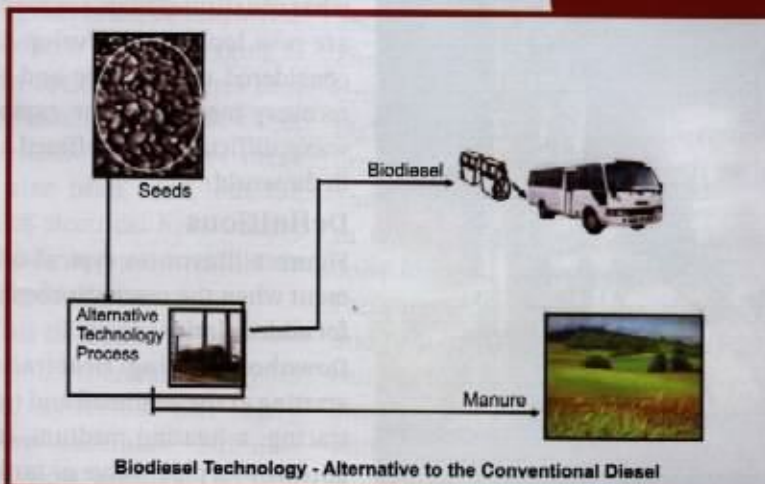 Seeds
Biodiesel
Alternative
Technology
Process
Manure
Biodiesel Technology - Alternative to the Conventional Diesel